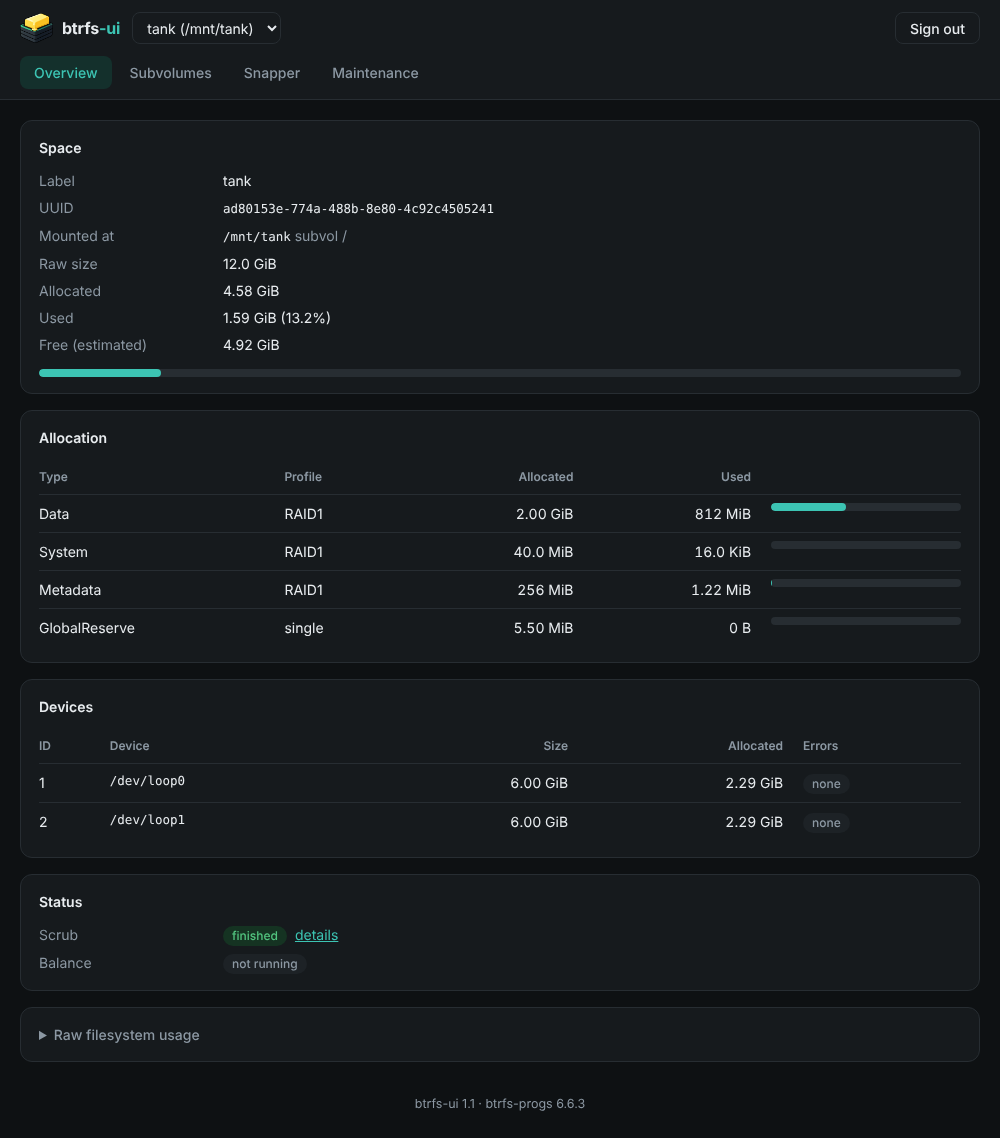 btrfs-ui tank (/mnt/tank) Sign out
Overview Subvolumes Snapper Maintenance
Space
Label tank
UUID ad80153e-774a-488b-8e80-4c92c4505241
Mounted at /mnt/tank subvol /
Raw size 12.0 GiB
Allocated 4.58 GiB
Used 1.59 GiB (13.2%)
Free (estimated) 4.92 GiB
Allocation
Type Profile Allocated Used
Data RAID1 2.00 GiB 812 MiB
System RAID1 40.0 MiB 16.0 KiB
Metadata RAID1 256 MiB 1.22 MiB
GlobalReserve single 5.50 MiB 0 B
Devices
ID Device Size Allocated Errors
1 /dev/loop0 6.00 GiB 2.29 GiB none
2 /dev/loop1 6.00 GiB 2.29 GiB none
Status
Scrub finished details
Balance not running
Raw filesystem usage
btrfs-ui 1.1 · btrfs-progs 6.6.3